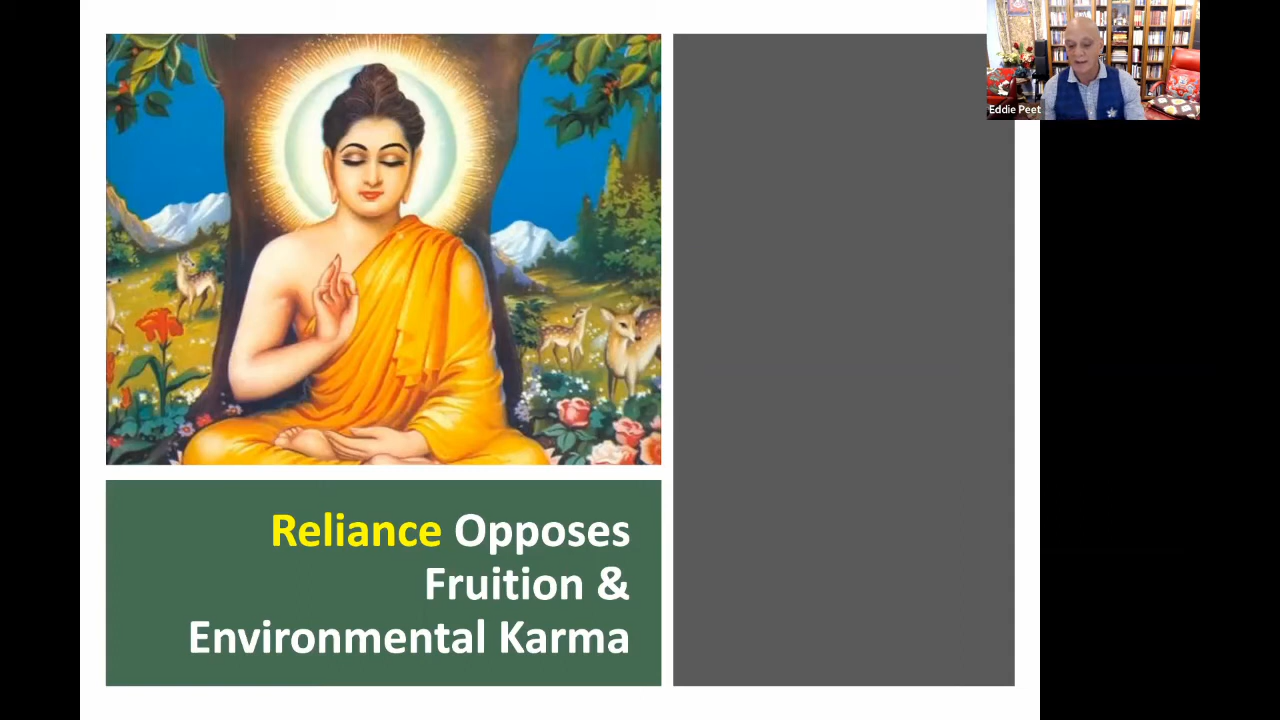 Eddie Peet
Reliance Opposes
Fruition &
Environmental Karma